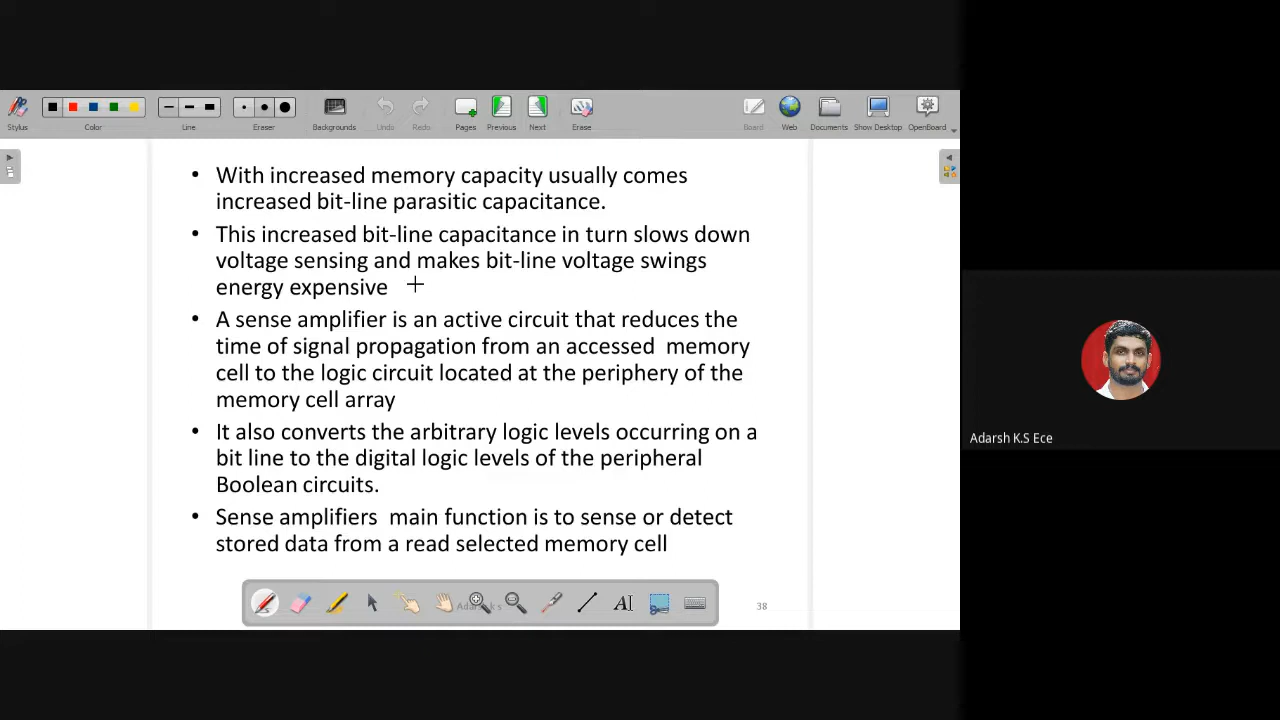 Stylus
Color
Line
Eraser
Backgrounds
Undo
Redo
Pages
Previous
Next
Erase
Board
Web
Documents
Show Desktop
OpenBoard
• With increased memory capacity usually comes
increased bit-line parasitic capacitance.
• This increased bit-line capacitance in turn slows down
voltage sensing and makes bit-line voltage swings
energy expensive
• A sense amplifier is an active circuit that reduces the
time of signal propagation from an accessed memory
cell to the logic circuit located at the periphery of the
memory cell array
• It also converts the arbitrary logic levels occurring on a
bit line to the digital logic levels of the peripheral
Boolean circuits.
• Sense amplifiers main function is to sense or detect
stored data from a read selected memory cell
38
Adarsh K.S Ece